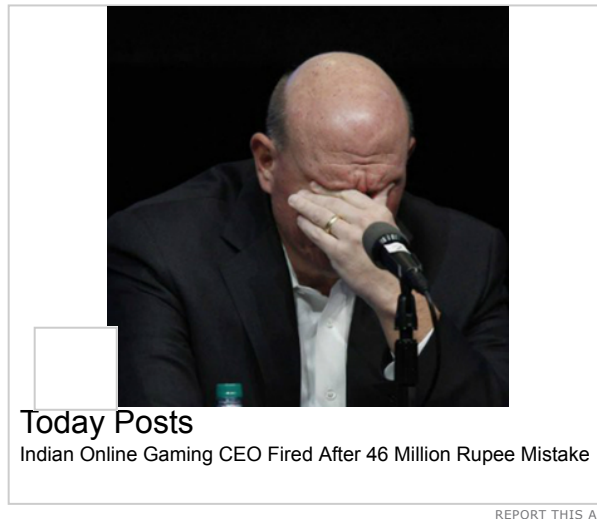 Today Posts
Indian Online Gaming CEO Fired After 46 Million Rupee Mistake
REPORT THIS A